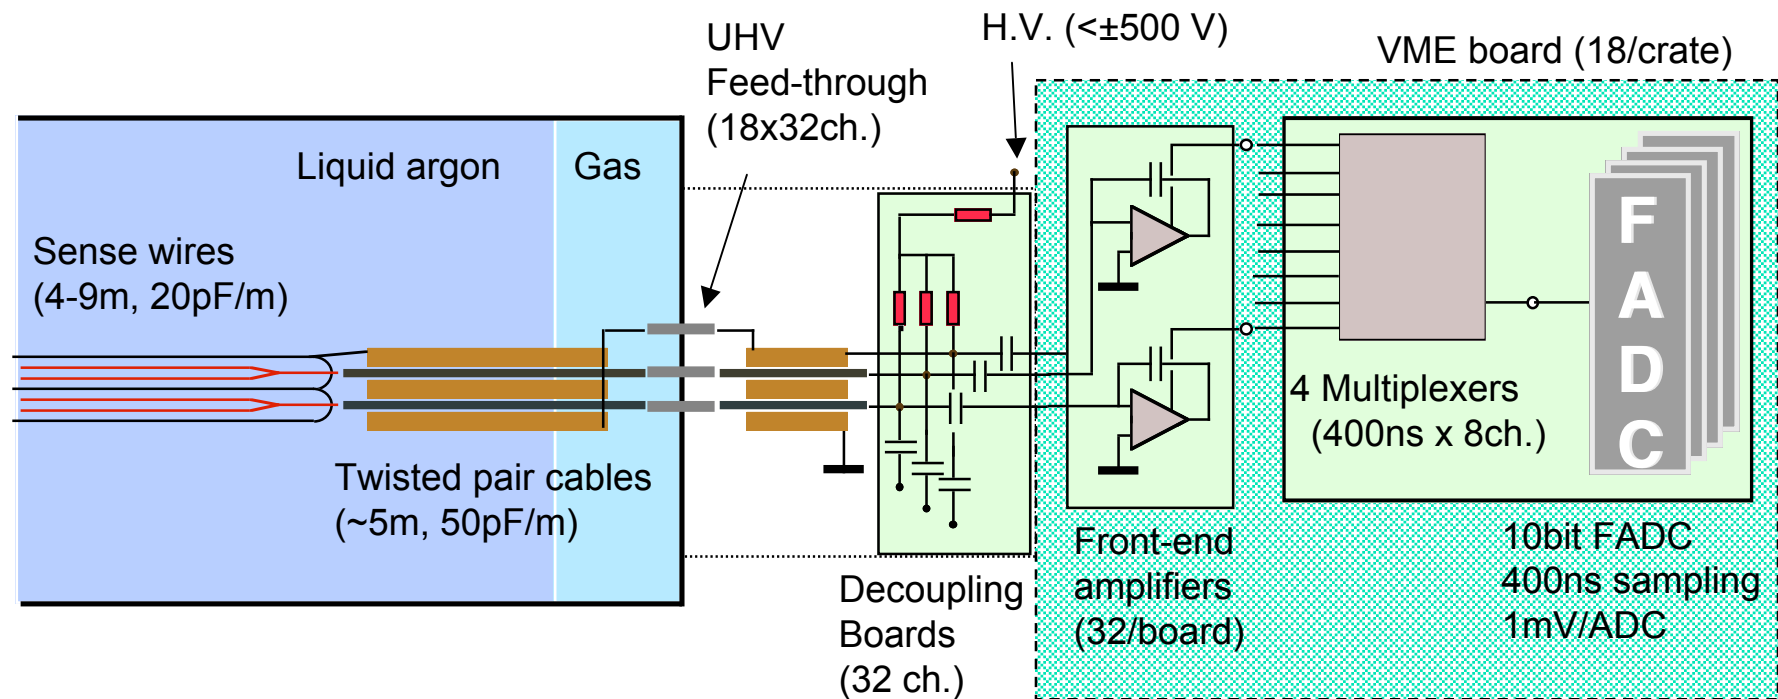 UHV
Feed-through
(18x32ch.)
H.V. (<±500 V)
VME board (18/crate)
Liquid argon
Gas
Sense wires
(4-9m, 20pF/m)
Twisted pair cables
(~5m, 50pF/m)
Decoupling
Boards
(32 ch.)
Front-end
amplifiers
(32/board)
4 Multiplexers
(400ns x 8ch.)
F
A
D
C
10bit FADC
400ns sampling
1mV/ADC